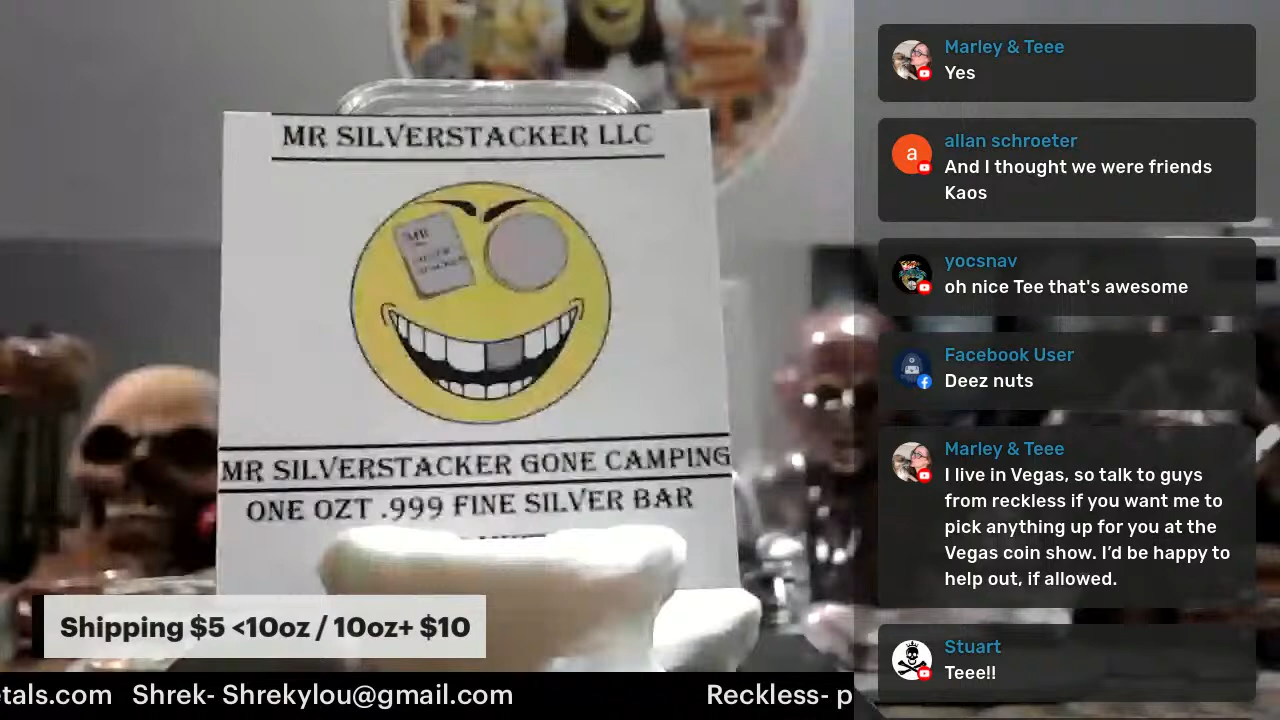 MR SILVERSTACKER LLC
MR
MR SILVERSTACKER GONE CAMPING
ONE OZT .999 FINE SILVER BAR
Shipping $5 <10oz / 10oz+ $10
etals.com Shrek- Shrekylou@gmail.com Reckless- p
Marley & Teee
Yes
a
allan schroeter
And I thought we were friends
Kaos
yocsnav
oh nice Tee that's awesome
Facebook User
Deez nuts
Marley & Teee
I live in Vegas, so talk to guys
from reckless if you want me to
pick anything up for you at the
Vegas coin show. I'd be happy to
help out, if allowed.
Stuart
Teee!!